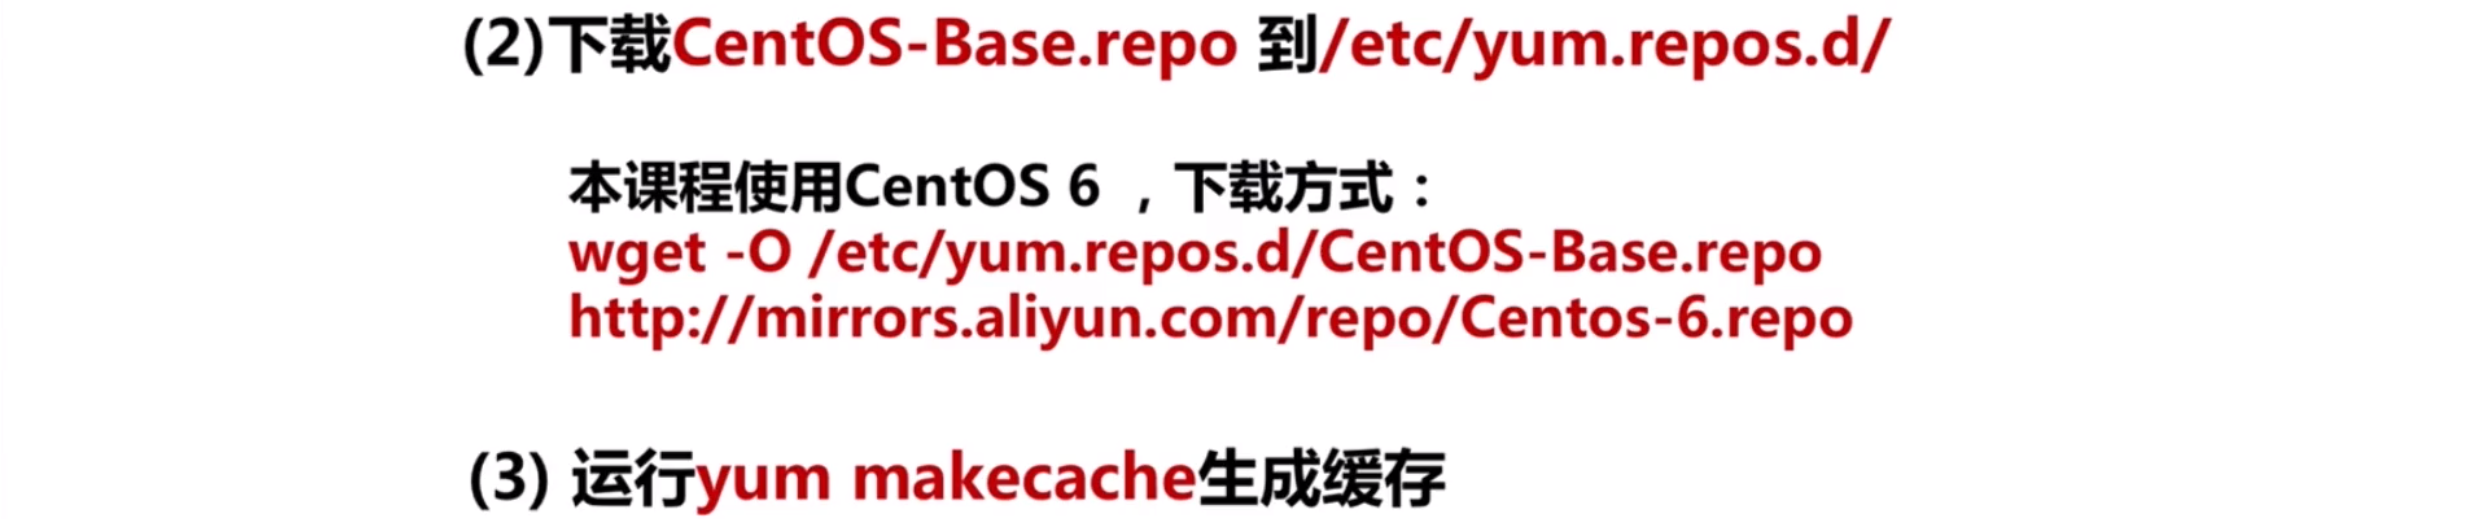 (2)下载CentOS-Base.repo 到/etc/yum.repos.d/
本课程使用CentOS 6 ，下载方式：
wget -O /etc/yum.repos.d/CentOS-Base.repo
http://mirrors.aliyun.com/repo/Centos-6.repo
(3) 运行yum makecache生成缓存